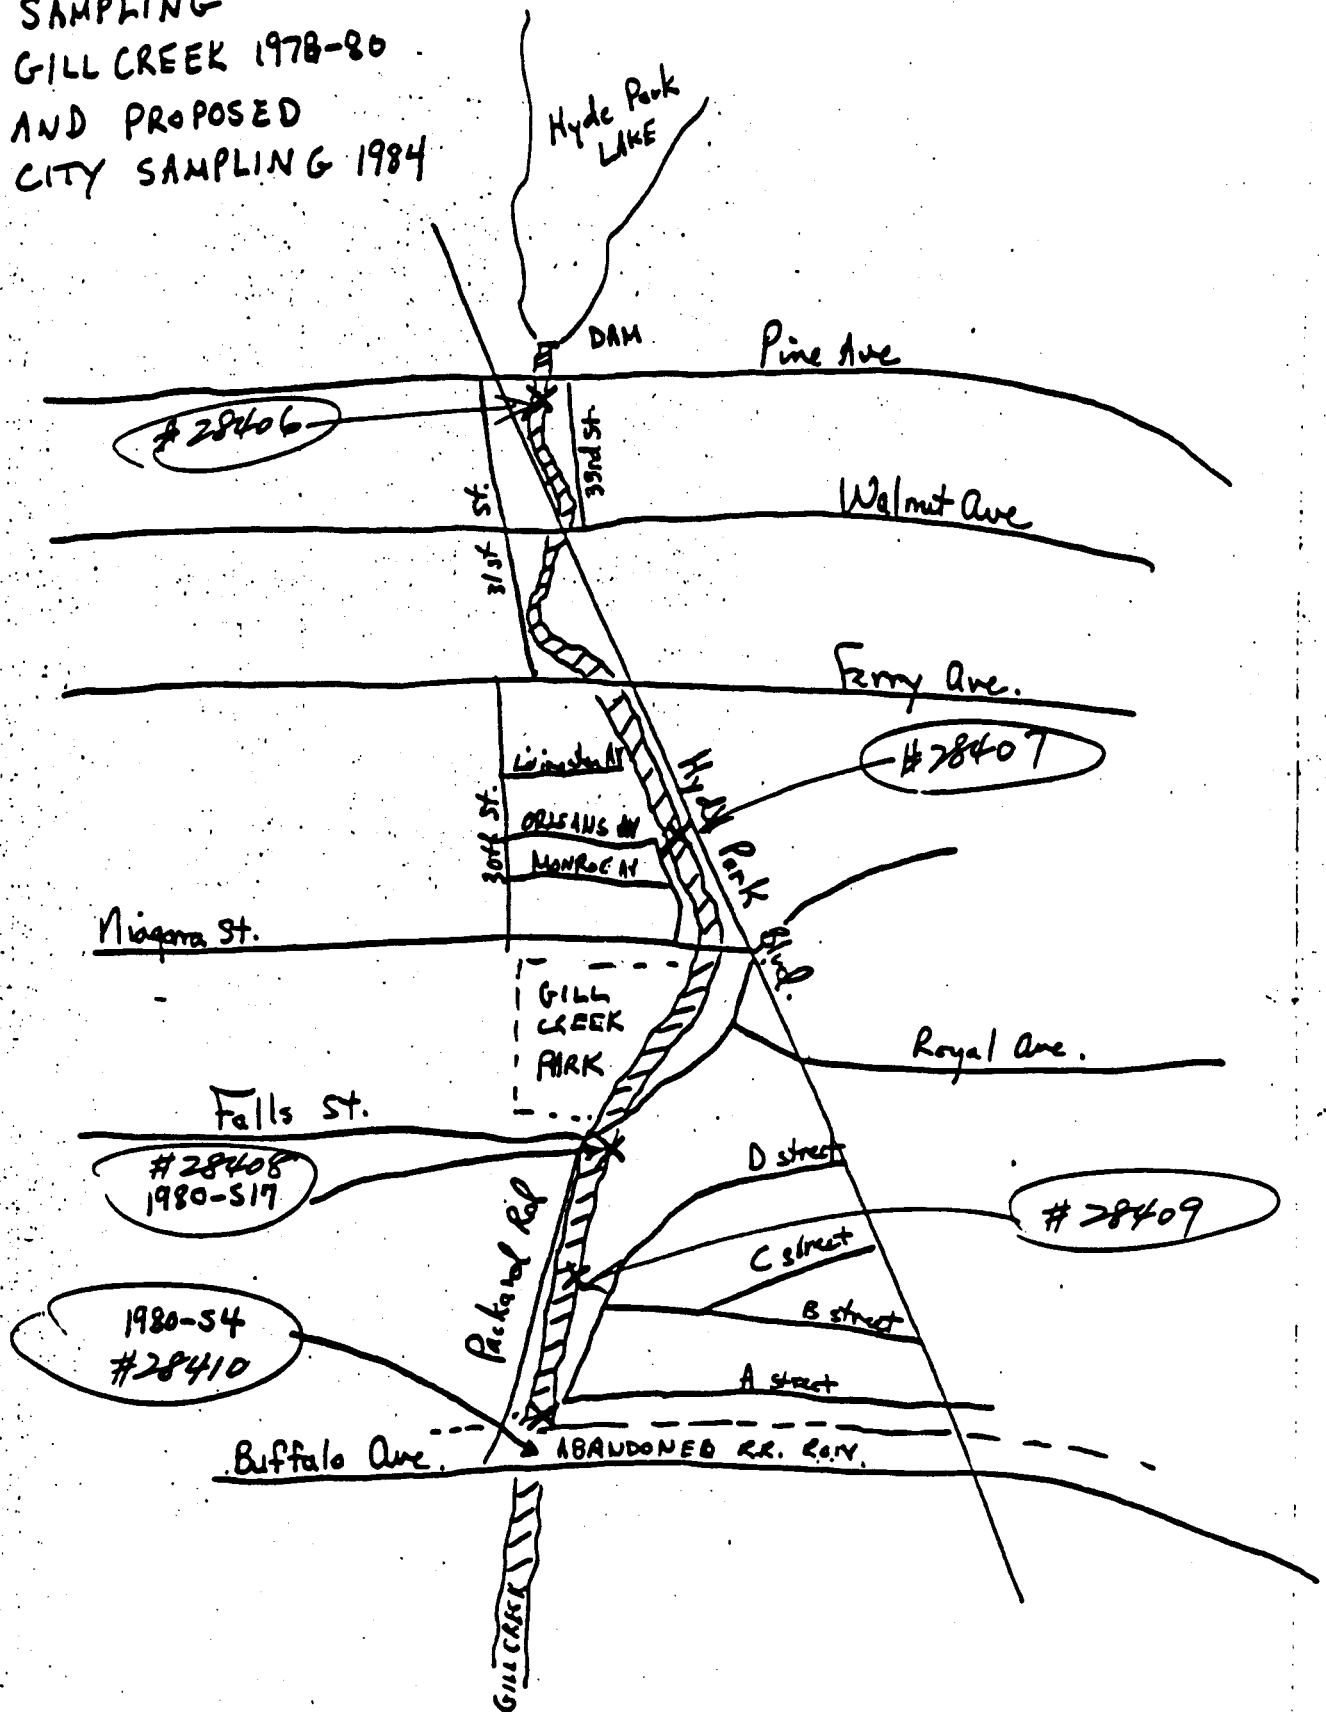 SAMPLING
GILL CREEK 1978-80
AND PROPOSED
CITY SAMPLING 1984
Hyde Park
LAKE
DAM
Pine Ave
#28406
33rd St.
31st St.
Walnut Ave
Ferry Ave.
#28407
Livingston AV
30th St.
ORLEANS AV
MONROE AV
Hyde Park Blvd.
Niagara St.
GILL
CREEK
PARK
Royal Ave.
Falls St.
#28408
1980-S17
D street
Packard Rd
#28409
C street
B street
1980-S4
#28410
A street
Buffalo Ave.
ABANDONED R.R. R.O.W.
GILL CREEK